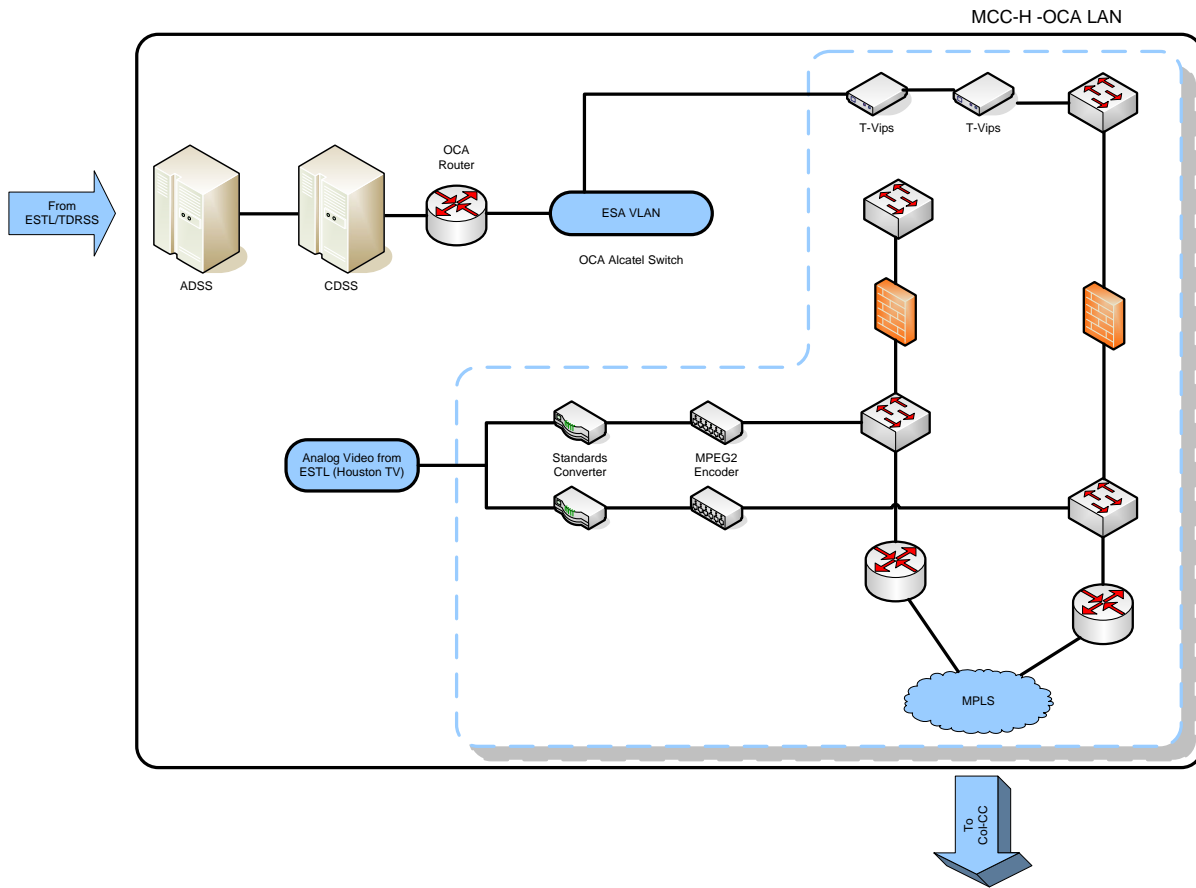 MCC-H -OCA LAN
T-Vips
T-Vips
OCA
Router
From
ESTL/TDRSS
ESA VLAN
OCA Alcatel Switch
ADSS
CDSS
Analog Video from
ESTL (Houston TV)
Standards
Converter
MPEG2
Encoder
MPLS
To
Col-CC